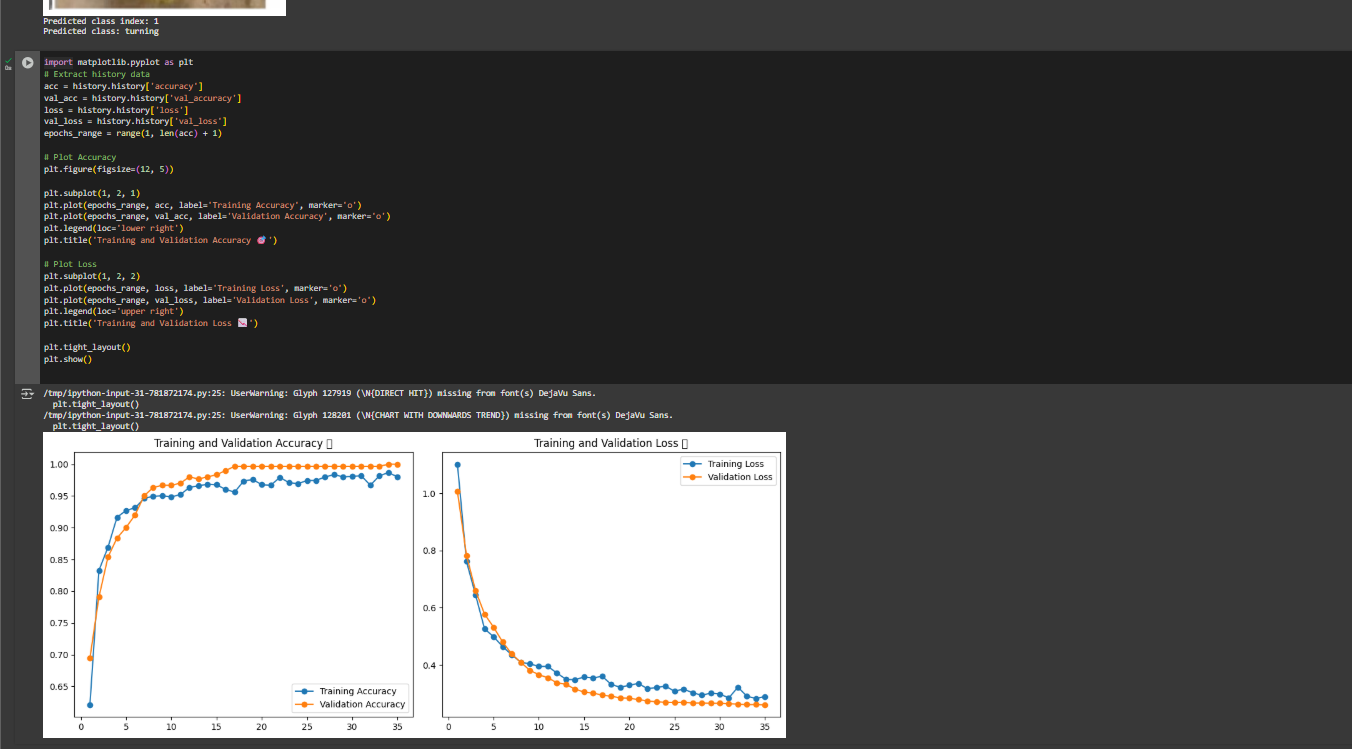 Predicted class index: 1
Predicted class: turning
0s
import matplotlib.pyplot as plt
# Extract history data
acc = history.history['accuracy']
val_acc = history.history['val_accuracy']
loss = history.history['loss']
val_loss = history.history['val_loss']
epochs_range = range(1, len(acc) + 1)
# Plot Accuracy
plt.figure(figsize=(12, 5))
plt.subplot(1, 2, 1)
plt.plot(epochs_range, acc, label='Training Accuracy', marker='o')
plt.plot(epochs_range, val_acc, label='Validation Accuracy', marker='o')
plt.legend(loc='lower right')
plt.title('Training and Validation Accuracy 🎯')
# Plot Loss
plt.subplot(1, 2, 2)
plt.plot(epochs_range, loss, label='Training Loss', marker='o')
plt.plot(epochs_range, val_loss, label='Validation Loss', marker='o')
plt.legend(loc='upper right')
plt.title('Training and Validation Loss 📉')
plt.tight_layout()
plt.show()
/tmp/ipython-input-31-781872174.py:25: UserWarning: Glyph 127919 (\N{DIRECT HIT}) missing from font(s) DejaVu Sans.
plt.tight_layout()
/tmp/ipython-input-31-781872174.py:25: UserWarning: Glyph 128201 (\N{CHART WITH DOWNWARDS TREND}) missing from font(s) DejaVu Sans.
plt.tight_layout()
Training and Validation Accuracy
1.00
0.95
0.90
0.85
0.80
0.75
0.70
0.65
Training Accuracy
Validation Accuracy
0 5 10 15 20 25 30 35
Training and Validation Loss
Training Loss
Validation Loss
1.0
0.8
0.6
0.4
0 5 10 15 20 25 30 35